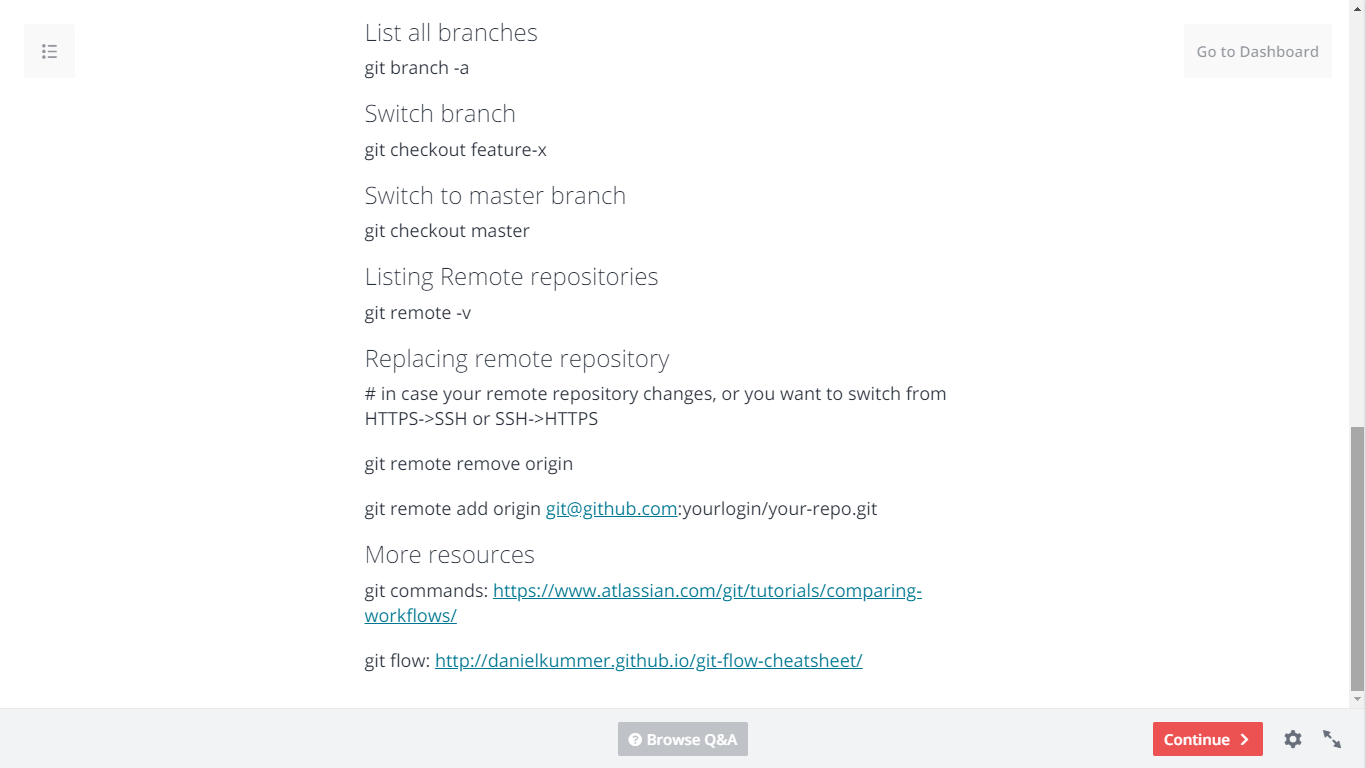 List all branches
Go to Dashboard
git branch -a
Switch branch
git checkout feature-x
Switch to master branch
git checkout master
Listing Remote repositories
git remote -v
Replacing remote repository
# in case your remote repository changes, or you want to switch from
HTTPS->SSH or SSH->HTTPS
git remote remove origin
git remote add origin git@github.com:yourlogin/your-repo.git
More resources
git commands: https://www.atlassian.com/git/tutorials/comparing-
workflows/
git flow: http://danielkummer.github.io/git-flow-cheatsheet/
Browse Q&A
Continue